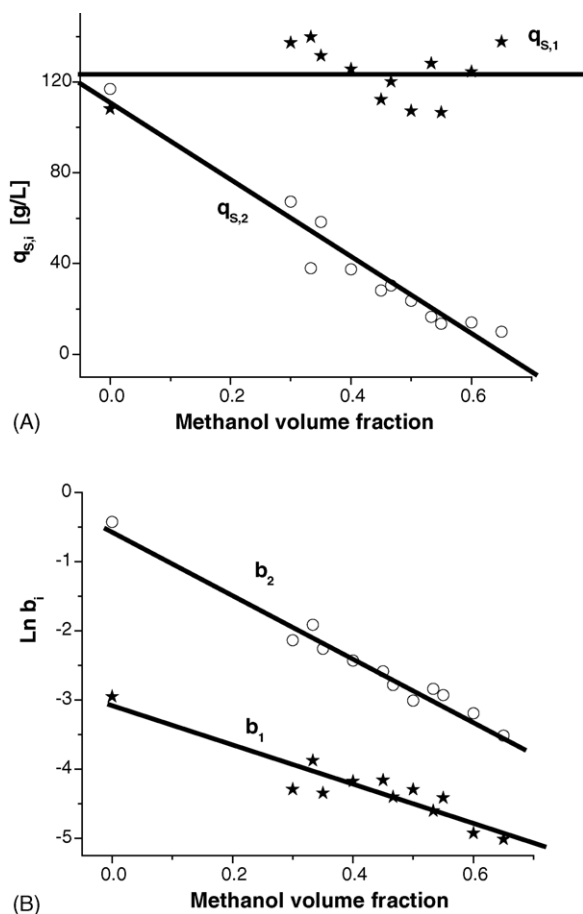 q_S,1
120
80
40
0
q_S,i [g/L]
q_S,2
0.0 0.2 0.4 0.6
(A)
Methanol volume fraction
0
-1
-2
-3
-4
-5
Ln b_i
b_2
b_1
0.0 0.2 0.4 0.6
(B)
Methanol volume fraction